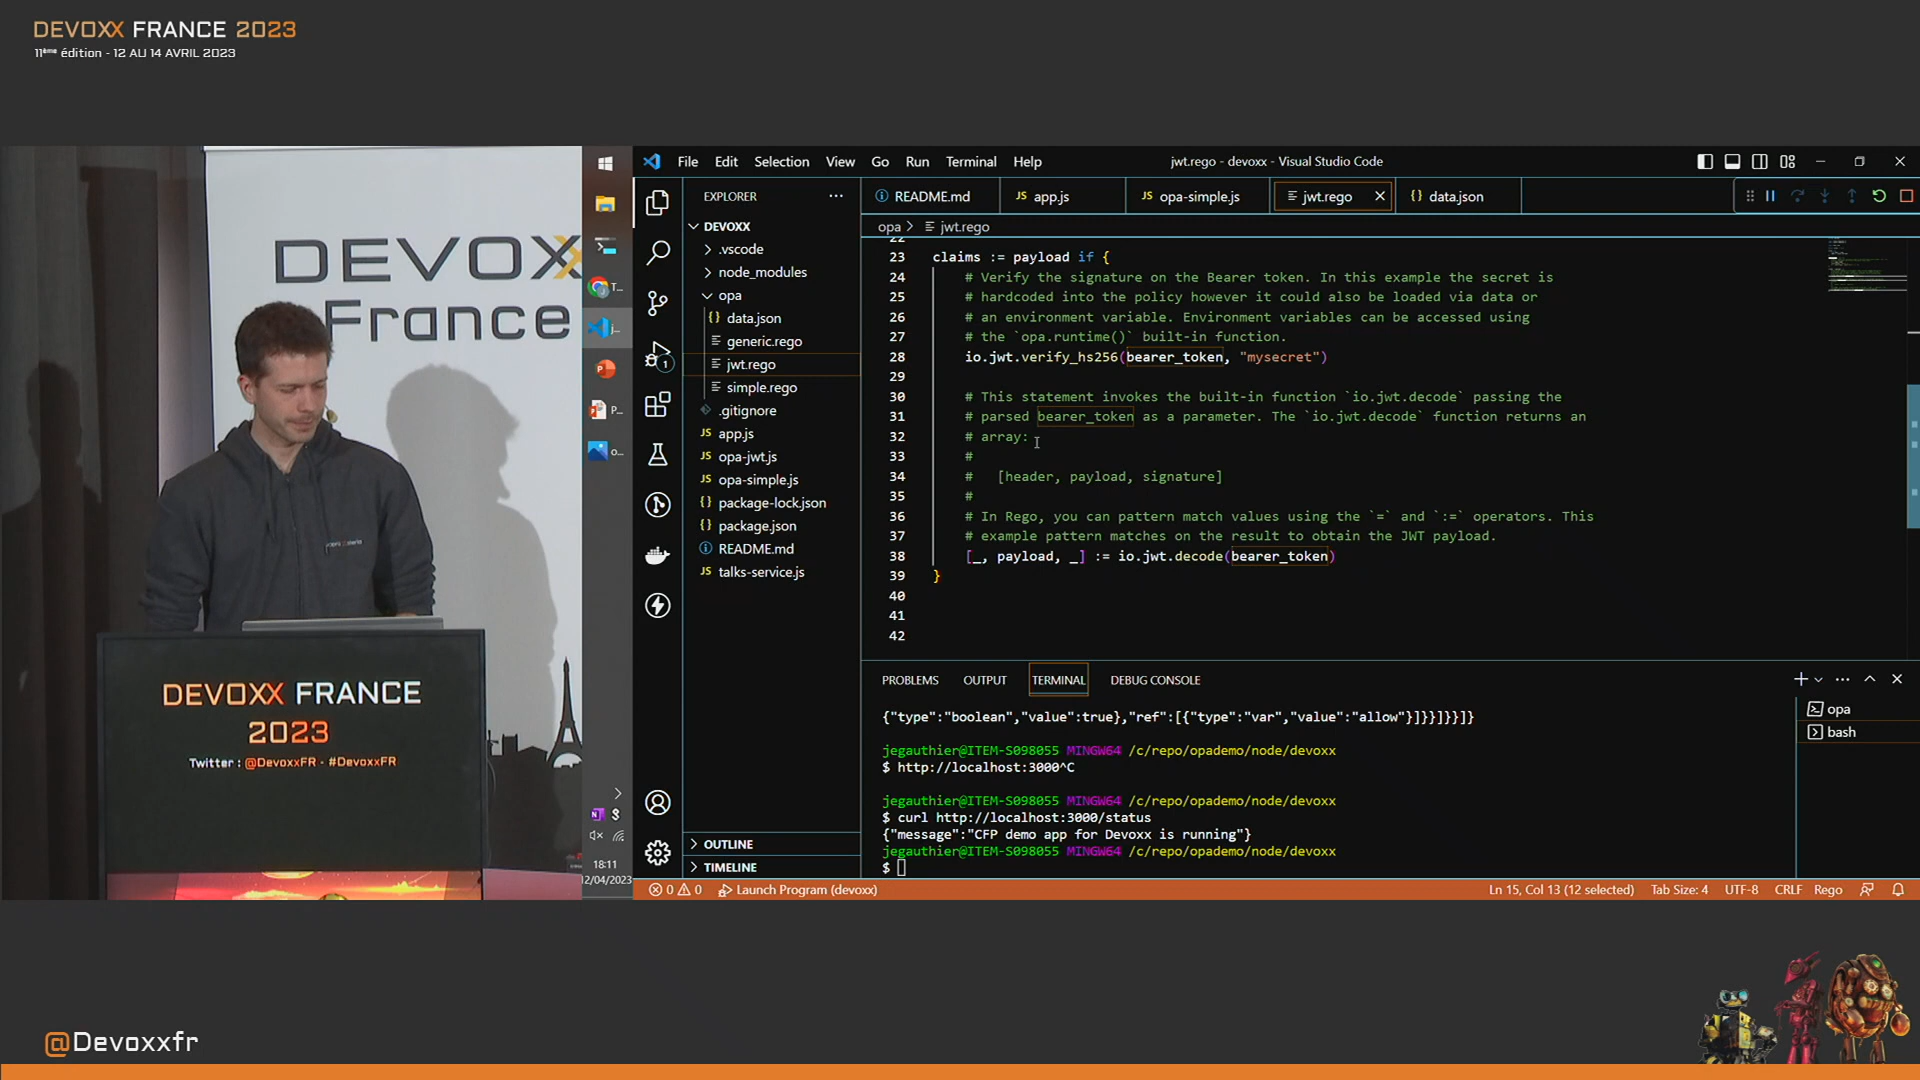 DEVOXX FRANCE 2023
11ème édition - 12 AU 14 AVRIL 2023
DEVOXX
France
DEVOXX FRANCE
2023
Twitter : @DevoxxFR - #DevoxxFR
T...
j...
P...
o...
18:11
12/04/2023
File Edit Selection View Go Run Terminal Help
jwt.rego - devoxx - Visual Studio Code
EXPLORER
README.md
JS app.js
JS opa-simple.js
jwt.rego
{} data.json
DEVOXX
.vscode
node_modules
opa
{} data.json
generic.rego
jwt.rego
simple.rego
.gitignore
JS app.js
JS opa-jwt.js
JS opa-simple.js
{} package-lock.json
{} package.json
README.md
JS talks-service.js
OUTLINE
TIMELINE
1
opa > jwt.rego
22
23 claims := payload if {
24 # Verify the signature on the Bearer token. In this example the secret is
25 # hardcoded into the policy however it could also be loaded via data or
26 # an environment variable. Environment variables can be accessed using
27 # the `opa.runtime()` built-in function.
28 io.jwt.verify_hs256(bearer_token, "mysecret")
29
30 # This statement invokes the built-in function `io.jwt.decode` passing the
31 # parsed bearer_token as a parameter. The `io.jwt.decode` function returns an
32 # array:
33 #
34 #   [header, payload, signature]
35 #
36 # In Rego, you can pattern match values using the `=` and `:=` operators. This
37 # example pattern matches on the result to obtain the JWT payload.
38 [_, payload, _] := io.jwt.decode(bearer_token)
39 }
40
41
42
PROBLEMS OUTPUT TERMINAL DEBUG CONSOLE
{"type":"boolean","value":true},"ref":[{"type":"var","value":"allow"}]}}]}}]}
jegauthier@ITEM-S098055 MINGW64 /c/repo/opademo/node/devoxx
$ http://localhost:3000^C
jegauthier@ITEM-S098055 MINGW64 /c/repo/opademo/node/devoxx
$ curl http://localhost:3000/status
{"message":"CFP demo app for Devoxx is running"}
jegauthier@ITEM-S098055 MINGW64 /c/repo/opademo/node/devoxx
$
opa
bash
0 0 Launch Program (devoxx)
Ln 15, Col 13 (12 selected) Tab Size: 4 UTF-8 CRLF Rego
@Devoxxfr